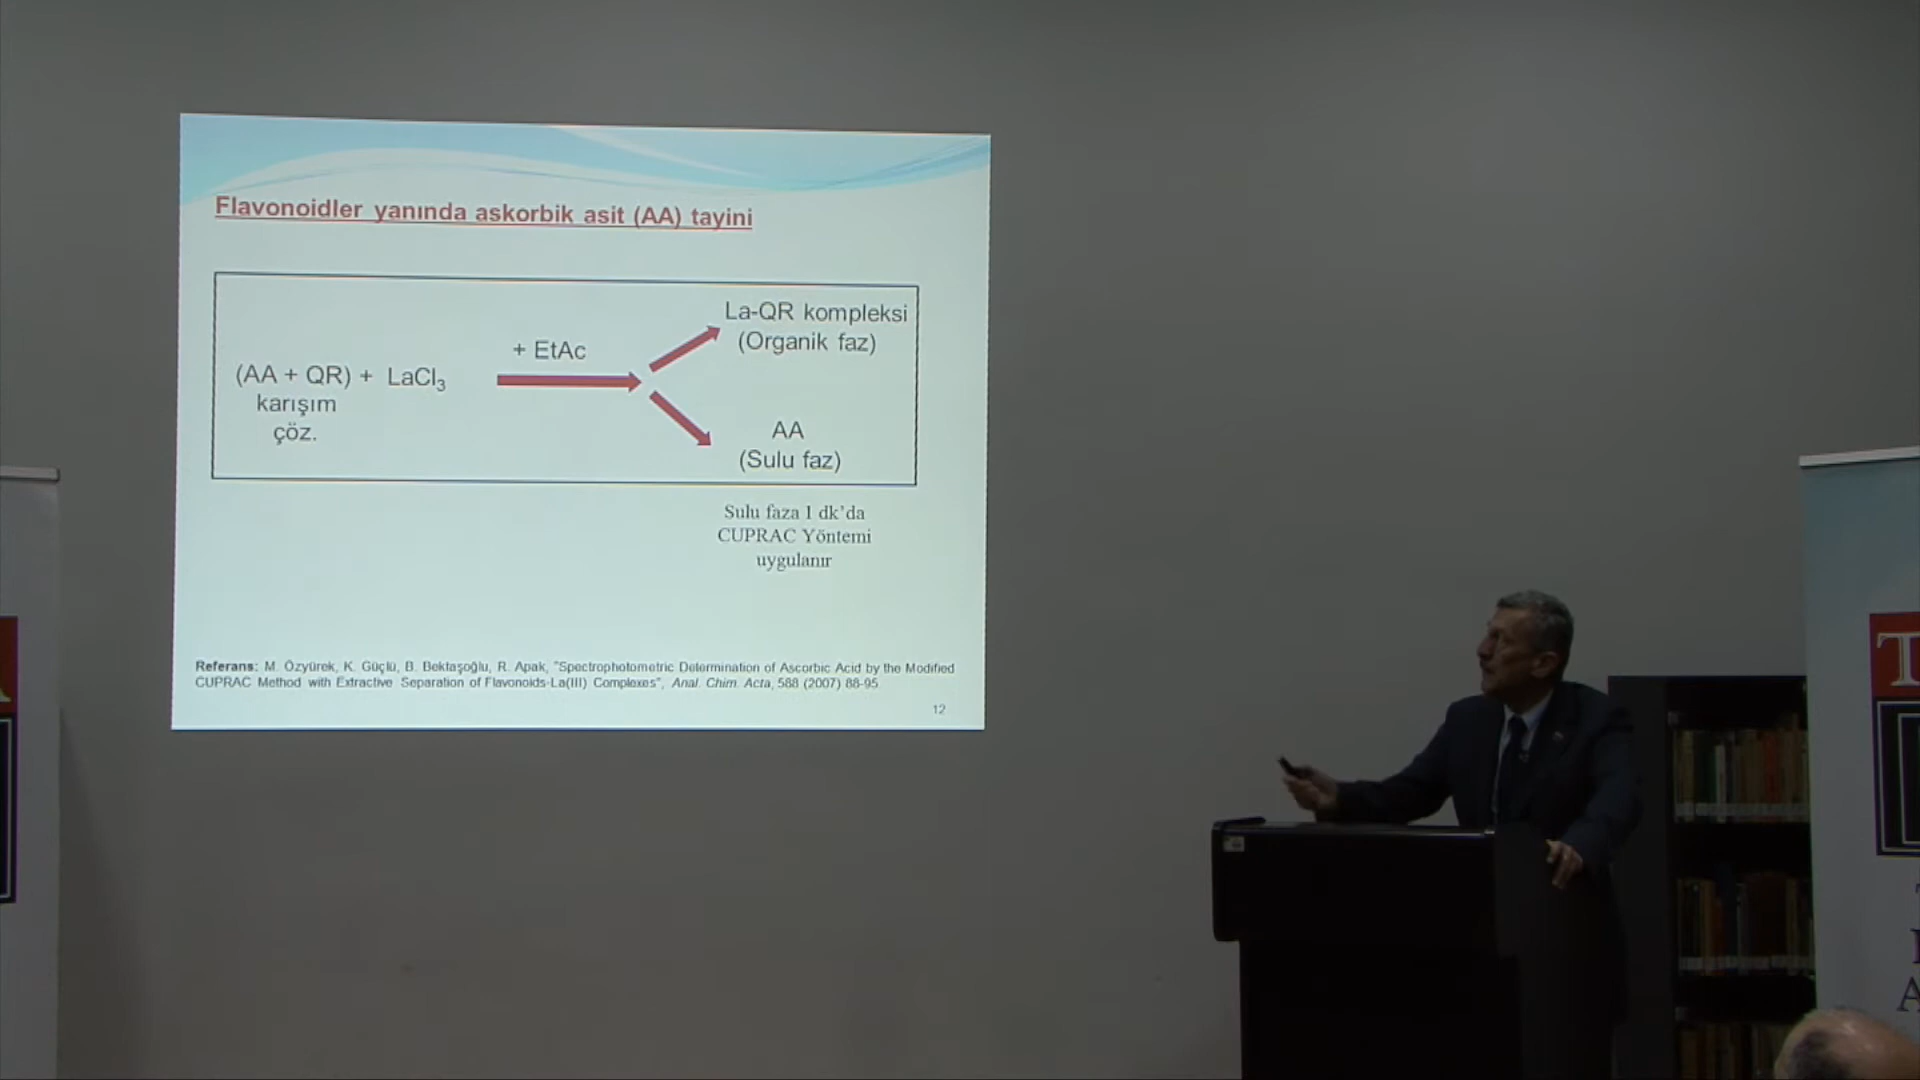 Flavonoidler yanında askorbik asit (AA) tayini
La-QR kompleksi
(Organik faz)
+ EtAc
(AA + QR) + LaCl₃
karışım
çöz.
AA
(Sulu faz)
Sulu faza 1 dk’da
CUPRAC Yöntemi
uygulanır
Referans: M. Özyürek, K. Güçlü, B. Bektaşoğlu, R. Apak, "Spectrophotometric Determination of Ascorbic Acid by the Modified
CUPRAC Method with Extractive Separation of Flavonoids-La(III) Complexes", Anal. Chim. Acta, 588 (2007) 88-95.
12